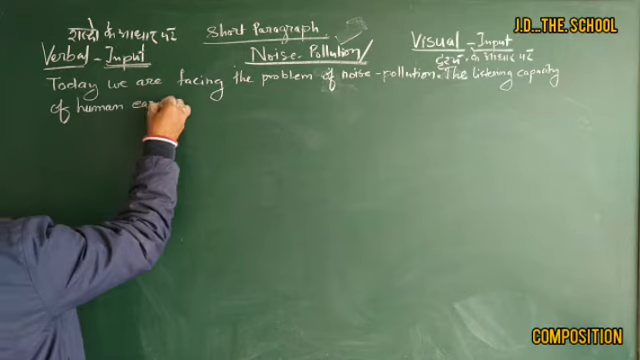 J.D...THE. SCHOOL
Short Paragraph
शब्दों के आधार पर
Verbal - Input
Noise - Pollution
Visual - Input
दृश्य के आधार पर
Today we are facing the problem of noise - pollution. The listening capacity
of human
COMPOSITION